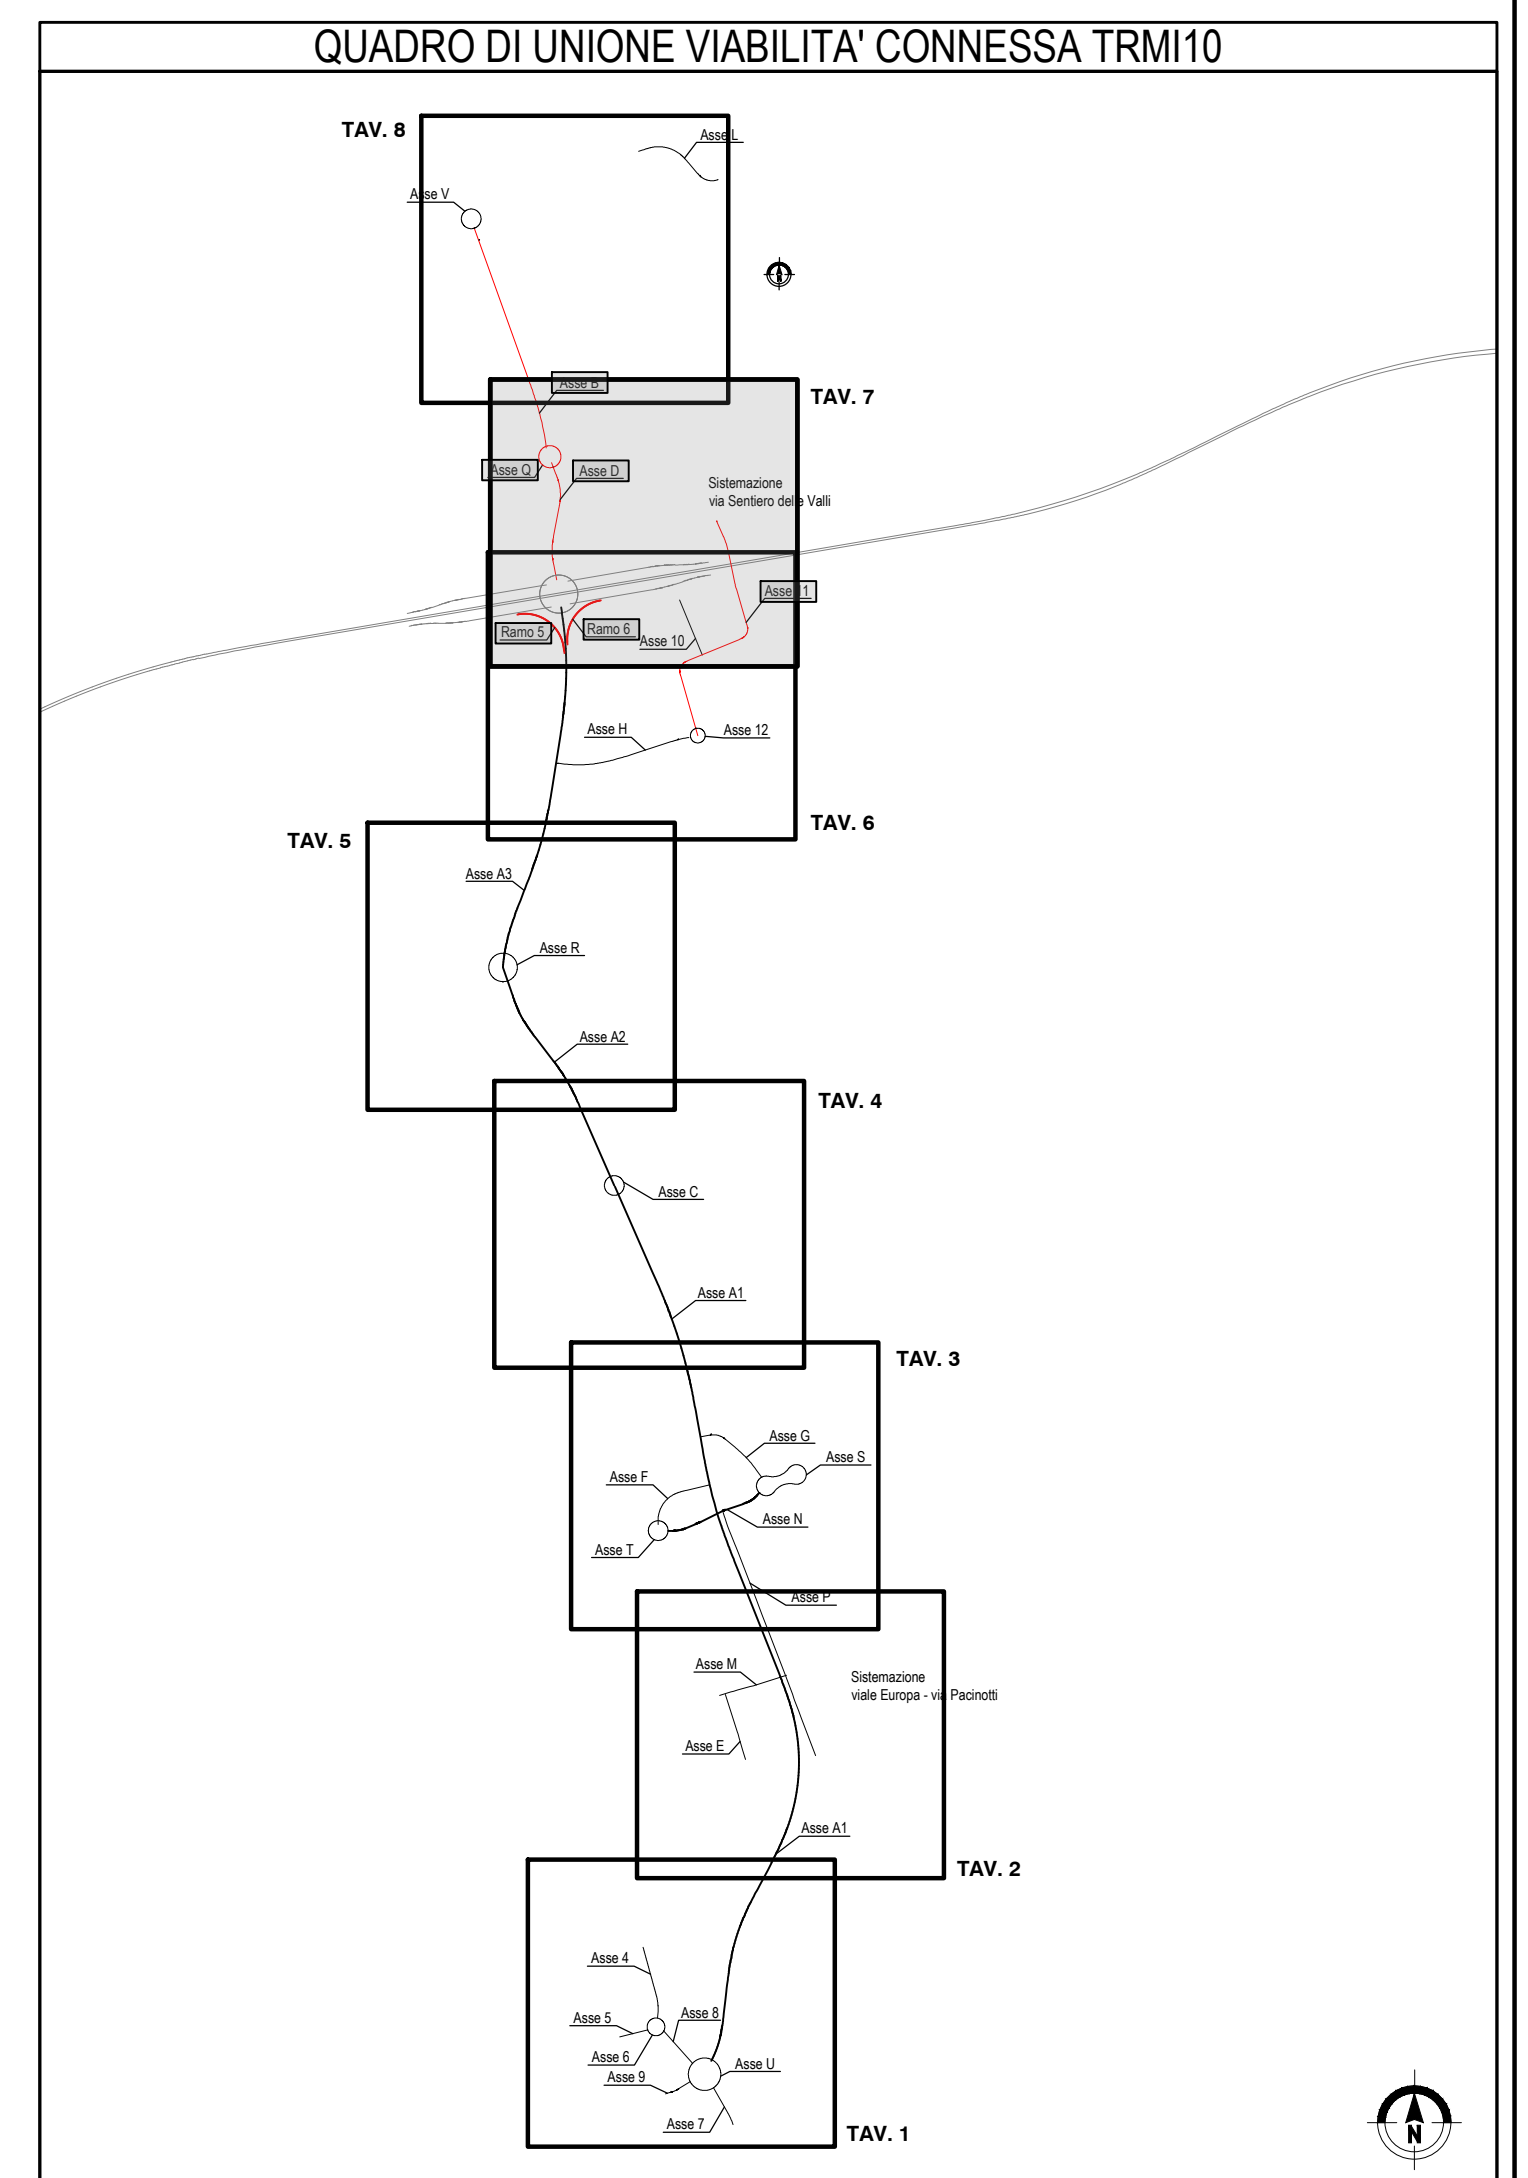 QUADRO DI UNIONE VIABILITA' CONNESSA TRMI10
TAV. 8
Asse L
Asse V
N
Asse B
TAV. 7
Asse Q
Asse D
Sistemazione
via Sentiero delle Valli
Asse 11
Ramo 5
Ramo 6
Asse 10
Asse H
Asse 12
TAV. 6
TAV. 5
Asse A3
Asse R
Asse A2
TAV. 4
Asse C
Asse A1
TAV. 3
Asse G
Asse S
Asse F
Asse N
Asse T
Asse P
Asse M
Sistemazione
viale Europa - via Pacinotti
Asse E
Asse A1
TAV. 2
Asse 4
Asse 5
Asse 8
Asse 6
Asse U
Asse 9
Asse 7
TAV. 1
N